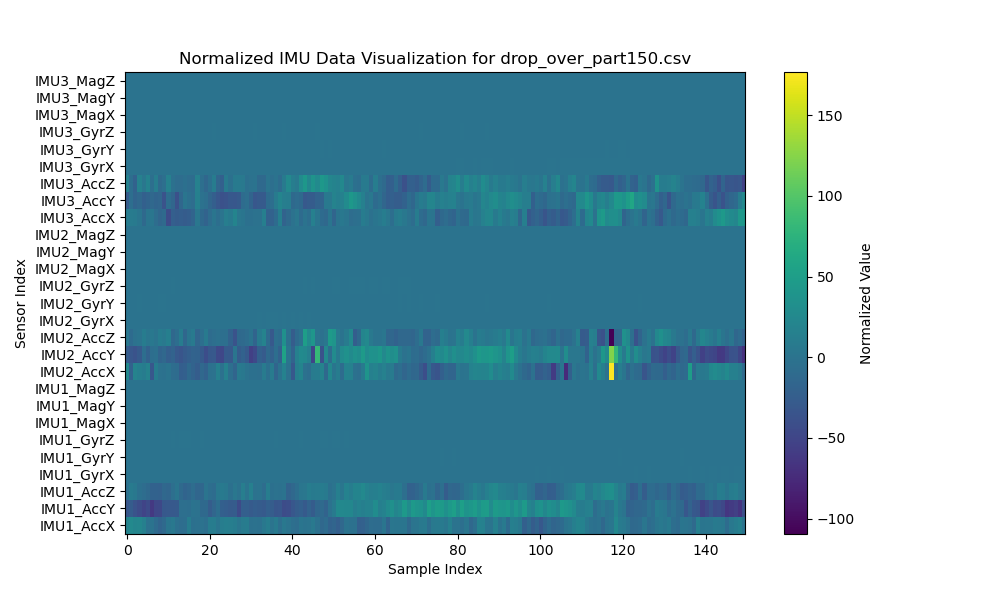 Normalized IMU Data Visualization for drop_over_part150.csv
Sensor Index
IMU3_MagZ
IMU3_MagY
IMU3_MagX
IMU3_GyrZ
IMU3_GyrY
IMU3_GyrX
IMU3_AccZ
IMU3_AccY
IMU3_AccX
IMU2_MagZ
IMU2_MagY
IMU2_MagX
IMU2_GyrZ
IMU2_GyrY
IMU2_GyrX
IMU2_AccZ
IMU2_AccY
IMU2_AccX
IMU1_MagZ
IMU1_MagY
IMU1_MagX
IMU1_GyrZ
IMU1_GyrY
IMU1_GyrX
IMU1_AccZ
IMU1_AccY
IMU1_AccX
0 20 40 60 80 100 120 140
Sample Index
150
100
50
0
−50
−100
Normalized Value